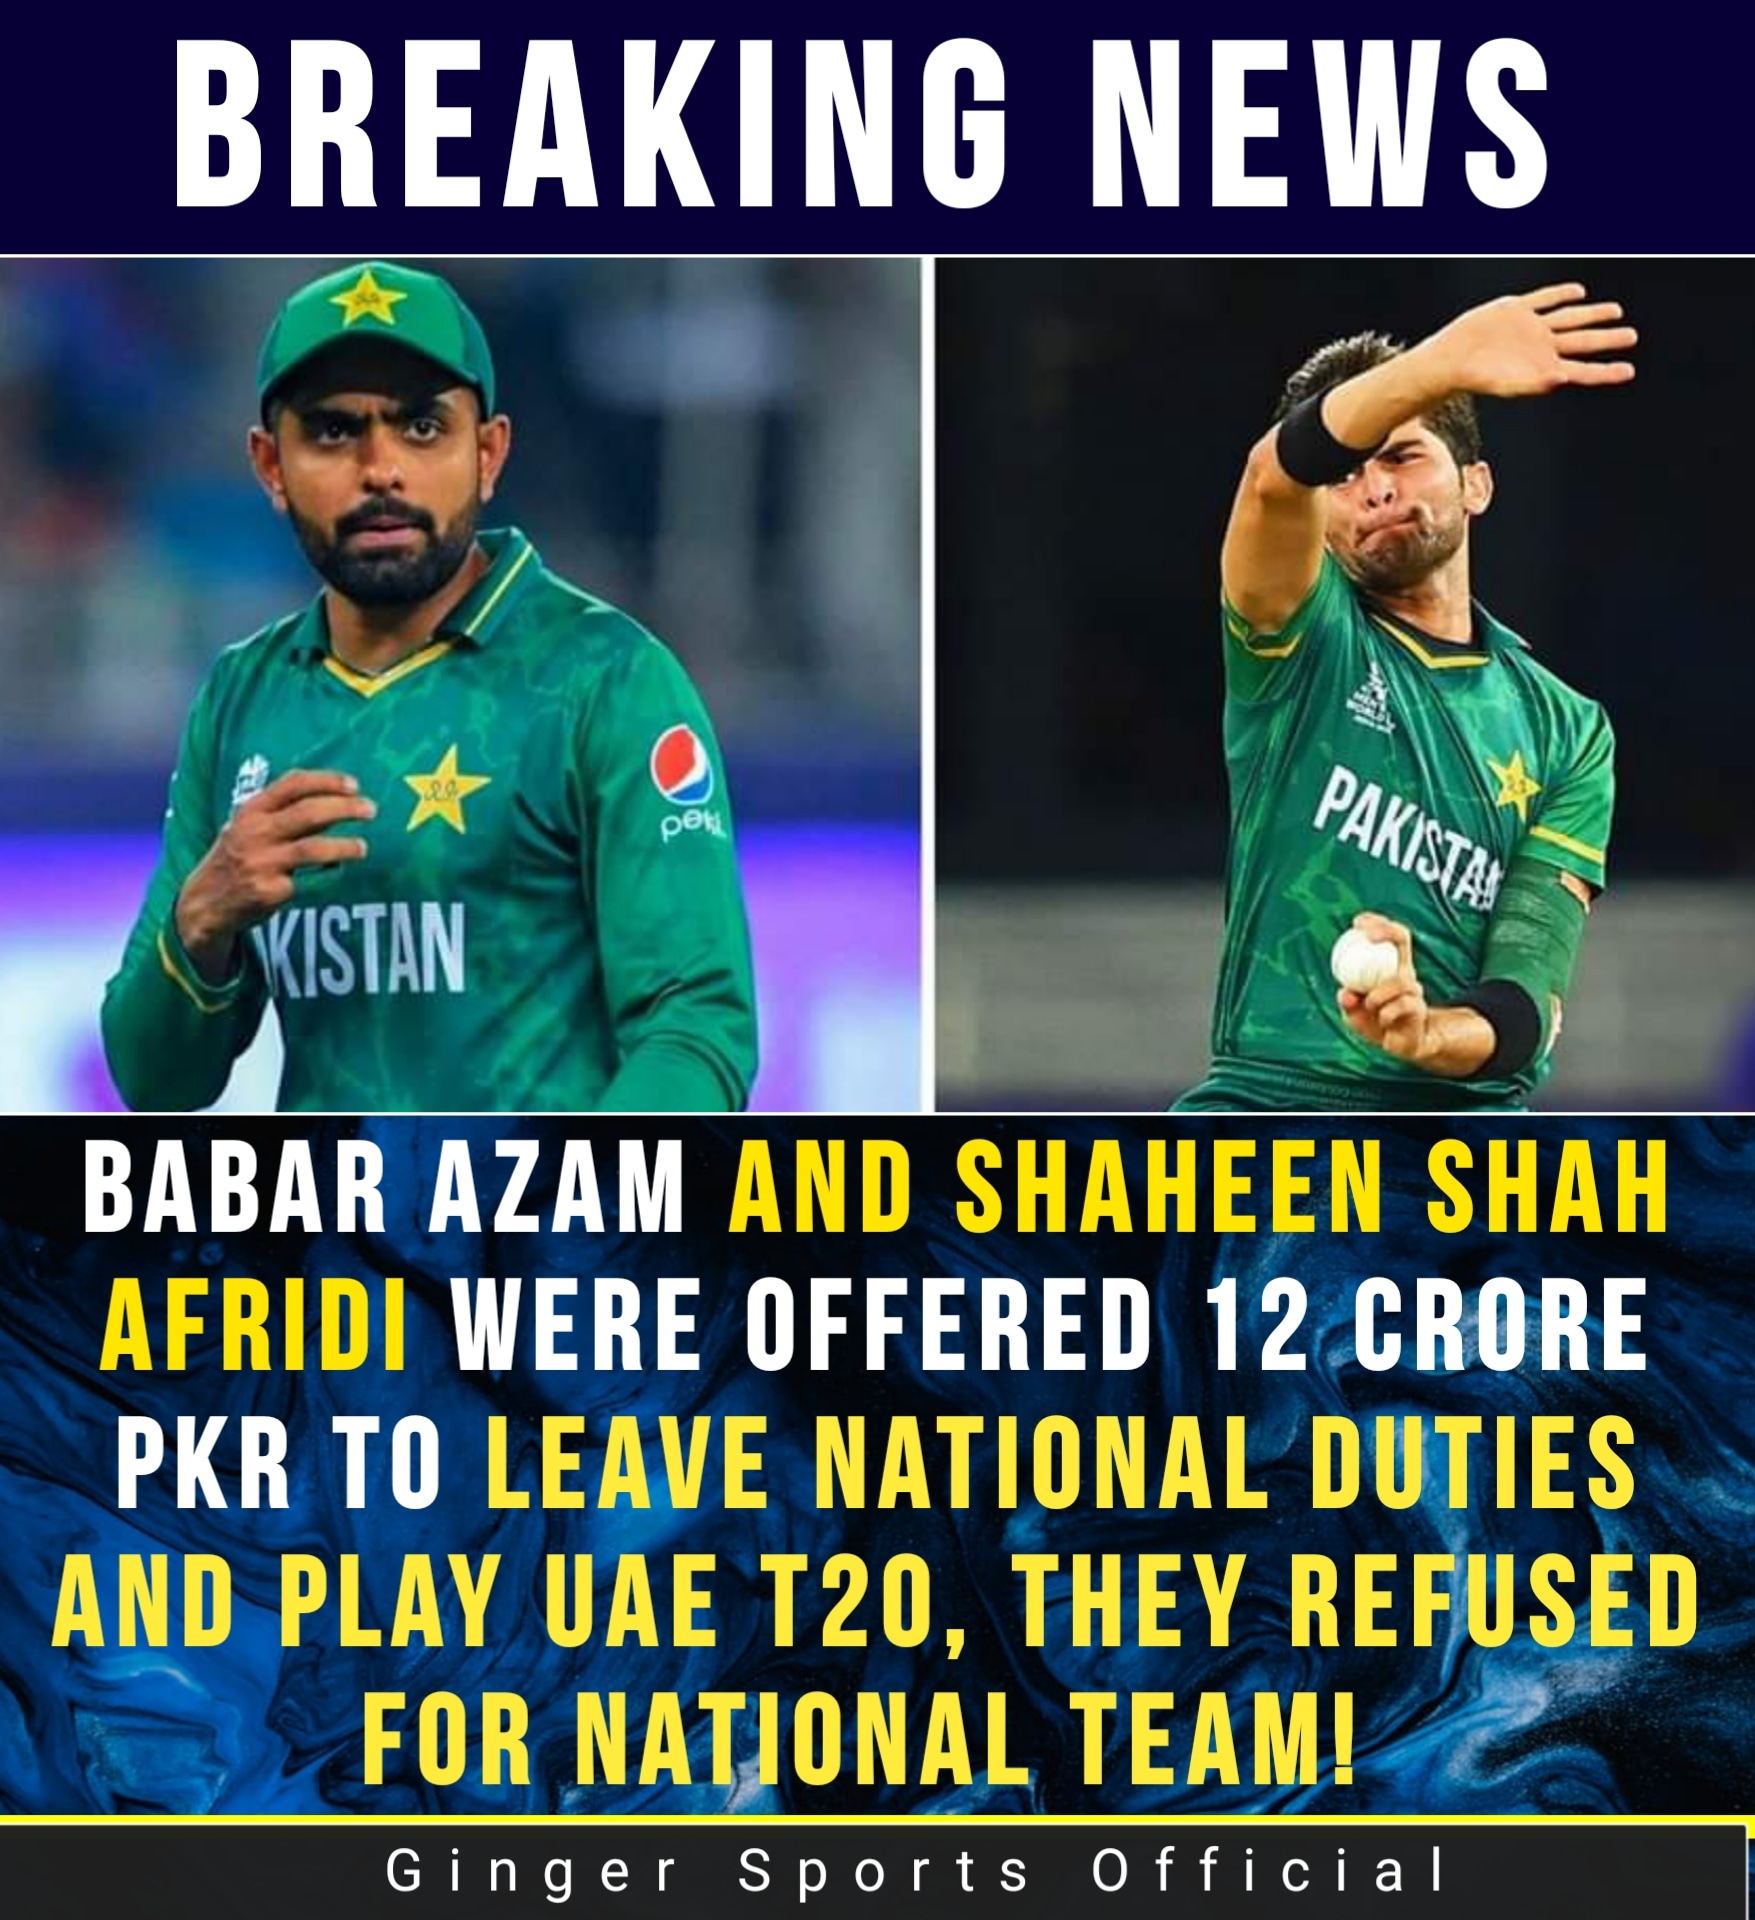 BREAKING NEWS
pepsi
KISTAN
PAKISTAN
BABAR AZAM AND SHAHEEN SHAH
AFRIDI WERE OFFERED 12 CRORE
PKR TO LEAVE NATIONAL DUTIES
AND PLAY UAE T20, THEY REFUSED
FOR NATIONAL TEAM!
Ginger Sports Official